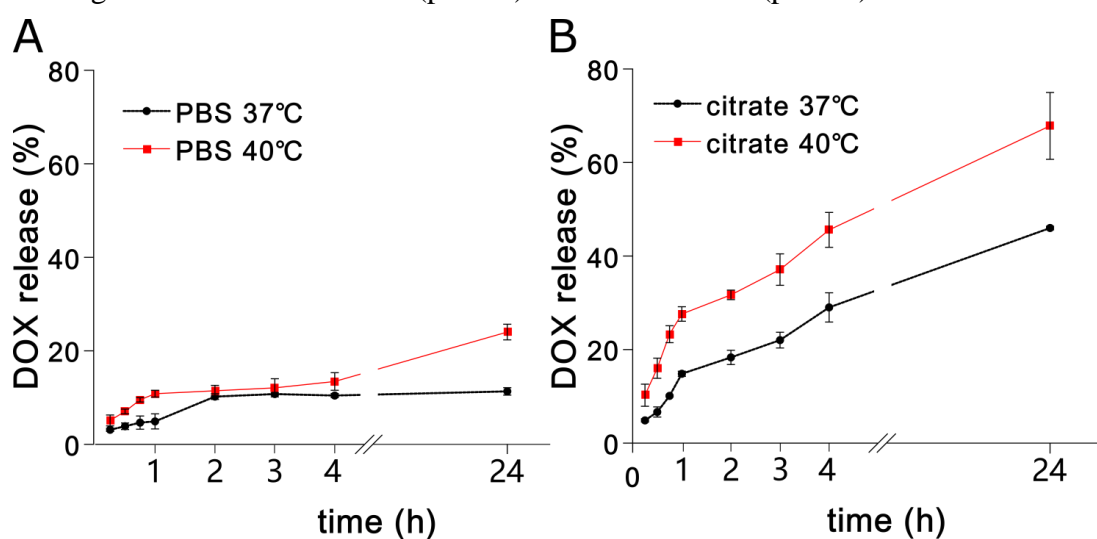 A
80
60
40
20
0
DOX release (%)
PBS 37℃
PBS 40℃
1 2 3 4 24
time (h)
B
80
60
40
20
0
DOX release (%)
citrate 37℃
citrate 40℃
0 1 2 3 4 24
time (h)